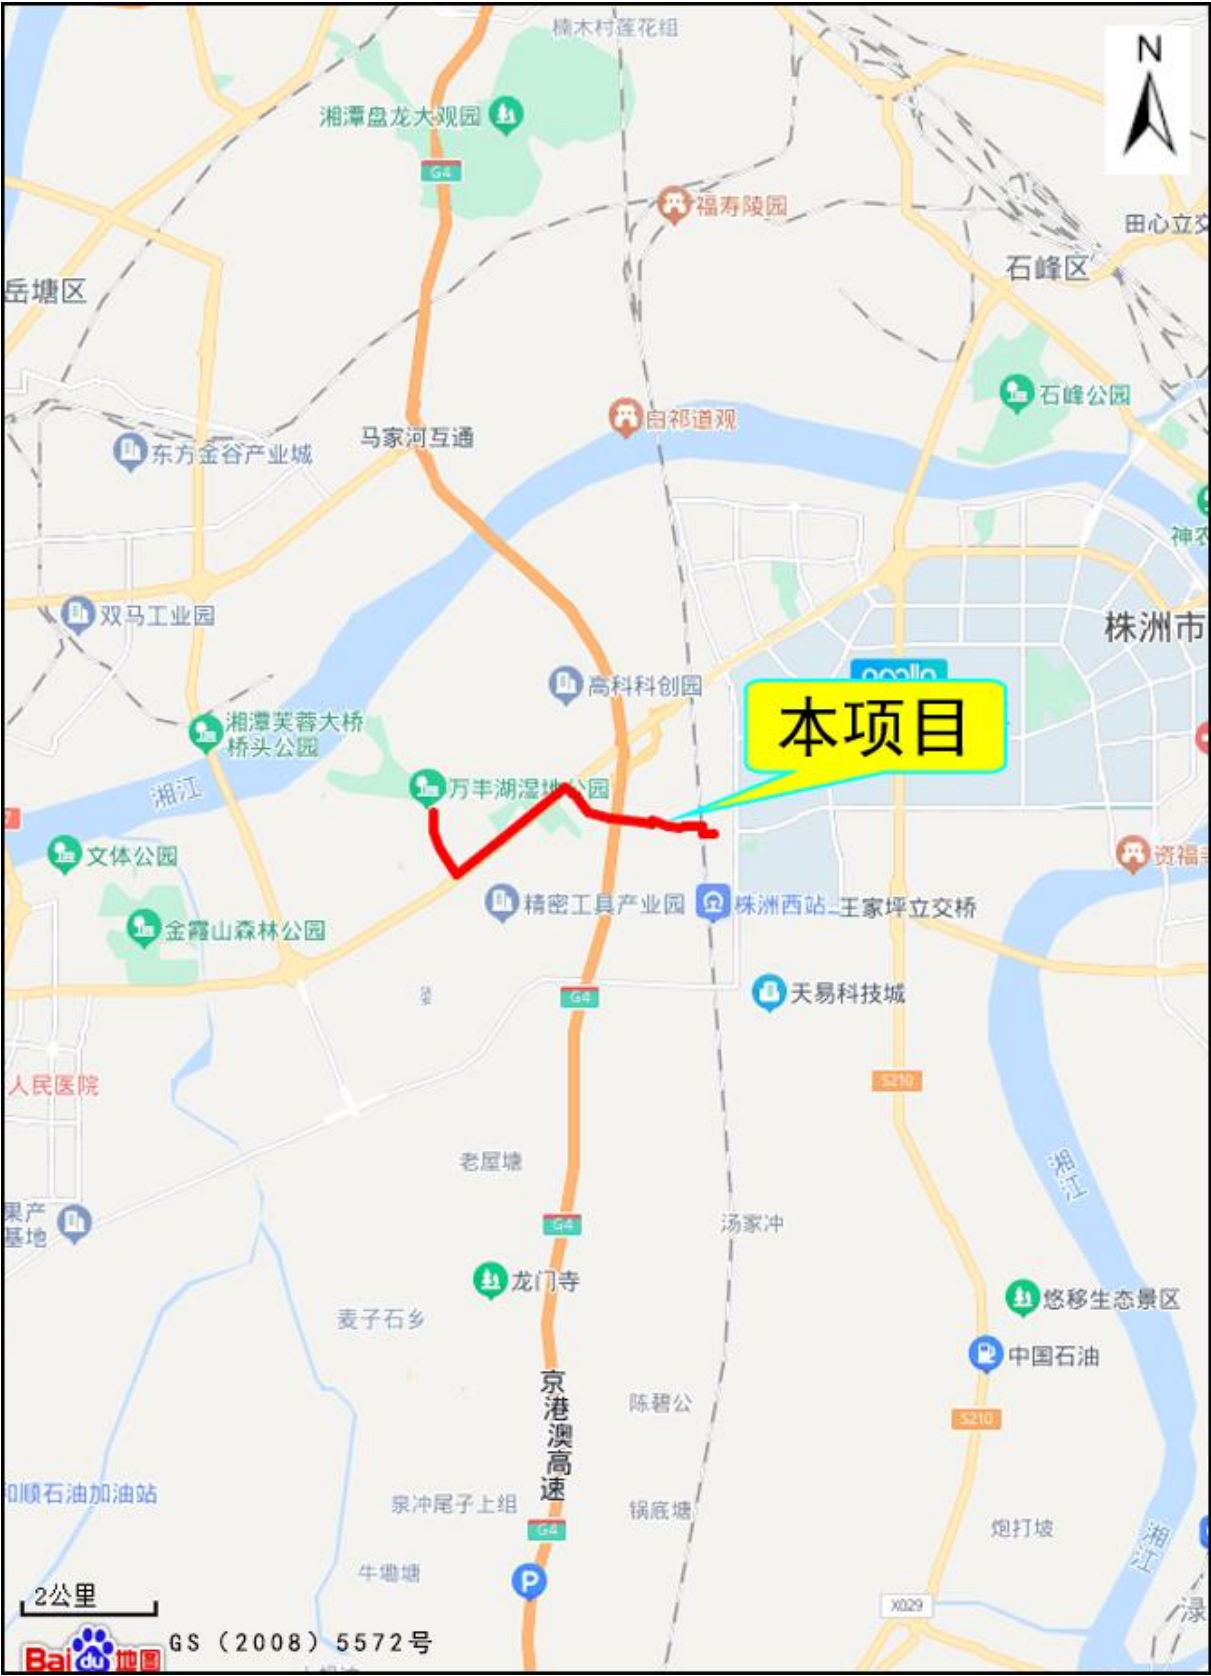 楠木村莲花组
N
湘潭盘龙大观园
G4
福寿陵园
田心立交
石峰区
岳塘区
石峰公园
白祁道观
马家河互通
东方金谷产业城
神农
双马工业园
株洲市
高科科创园
本项目
湘潭芙蓉大桥
桥头公园
湘江
万丰湖湿地公园
文体公园
资福寺
精密工具产业园
株洲西站
王家坪立交桥
金霞山森林公园
天易科技城
G4
人民医院
S210
老屋塘
湘江
果产
基地
G4
汤家冲
龙门寺
悠移生态景区
麦子石乡
中国石油
京港澳高速
陈碧公
S210
和顺石油加油站
泉冲尾子上组
锅底塘
炮打坡
G4
湘江
牛墈塘
P
2公里
X029
渌
Bai du 地图
GS（2008）5572号